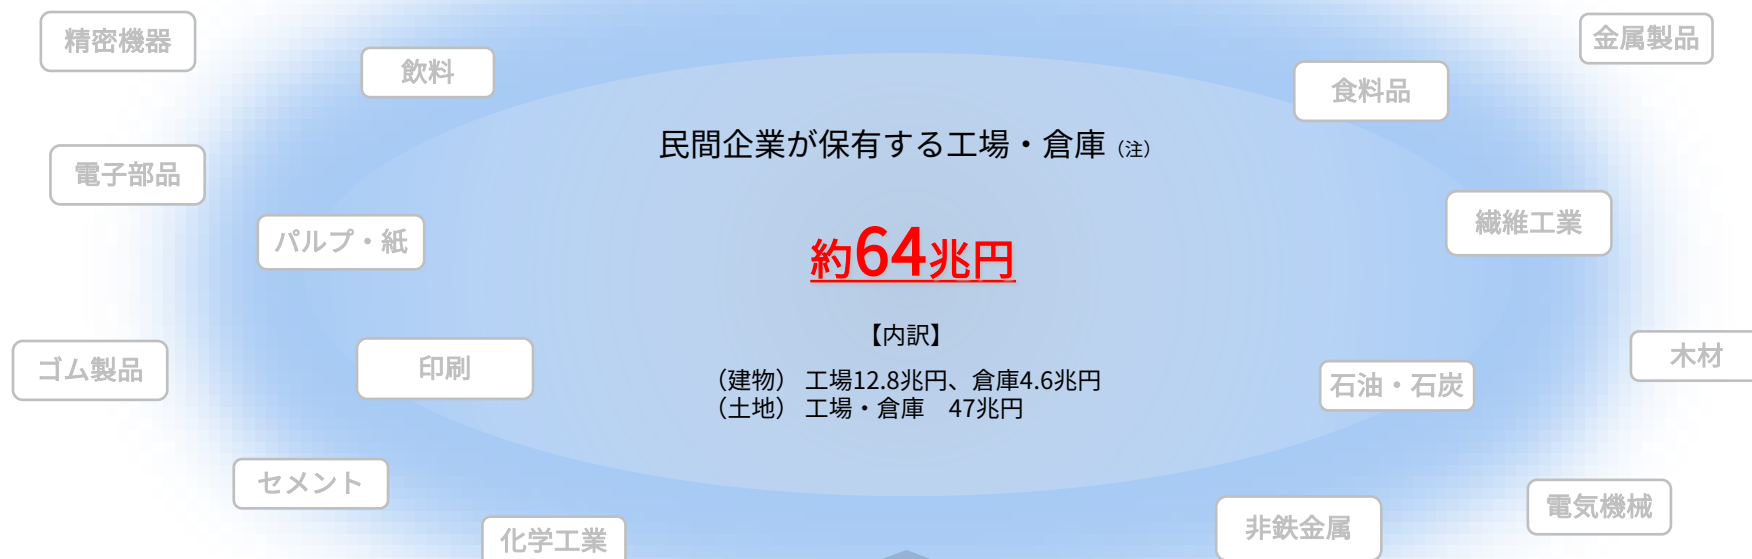 精密機器
飲料
食料品
金属製品
民間企業が保有する工場・倉庫（注）
電子部品
パルプ・紙
繊維工業
約64兆円
【内訳】
（建物） 工場12.8兆円、倉庫4.6兆円
（土地） 工場・倉庫　47兆円
ゴム製品
印刷
石油・石炭
木材
セメント
化学工業
非鉄金属
電気機械